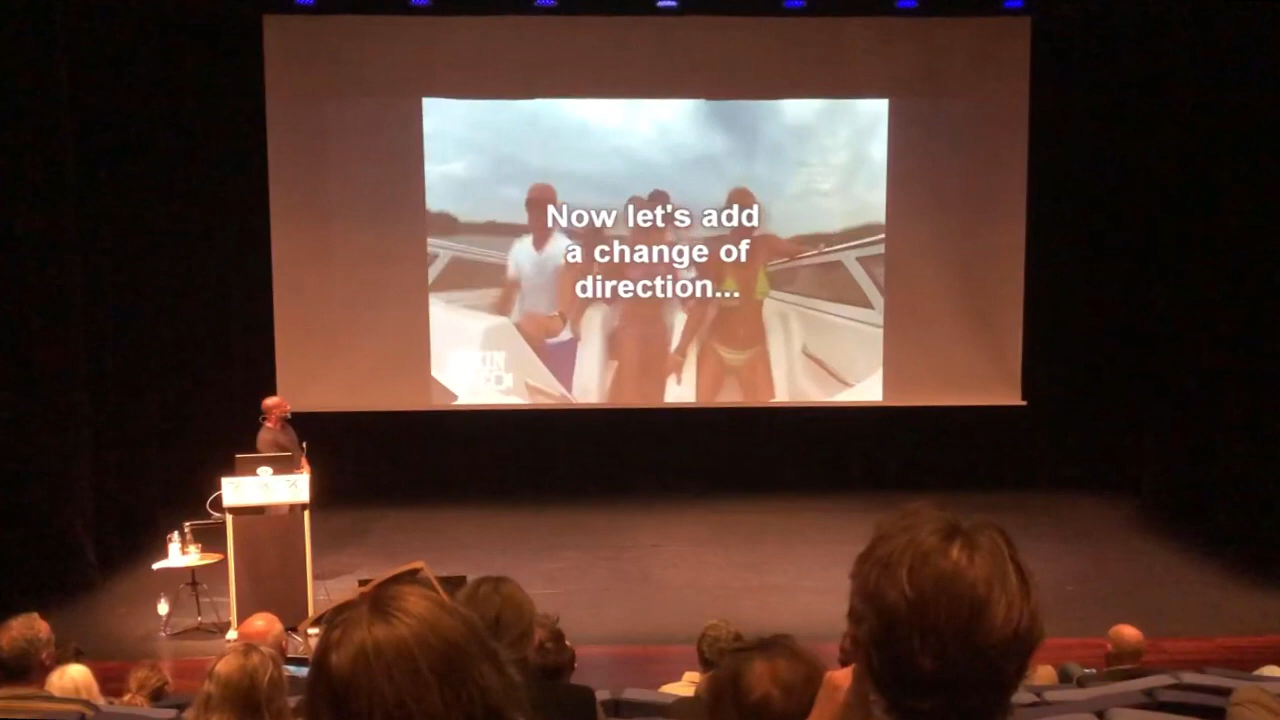 Now let's add
a change of
direction...